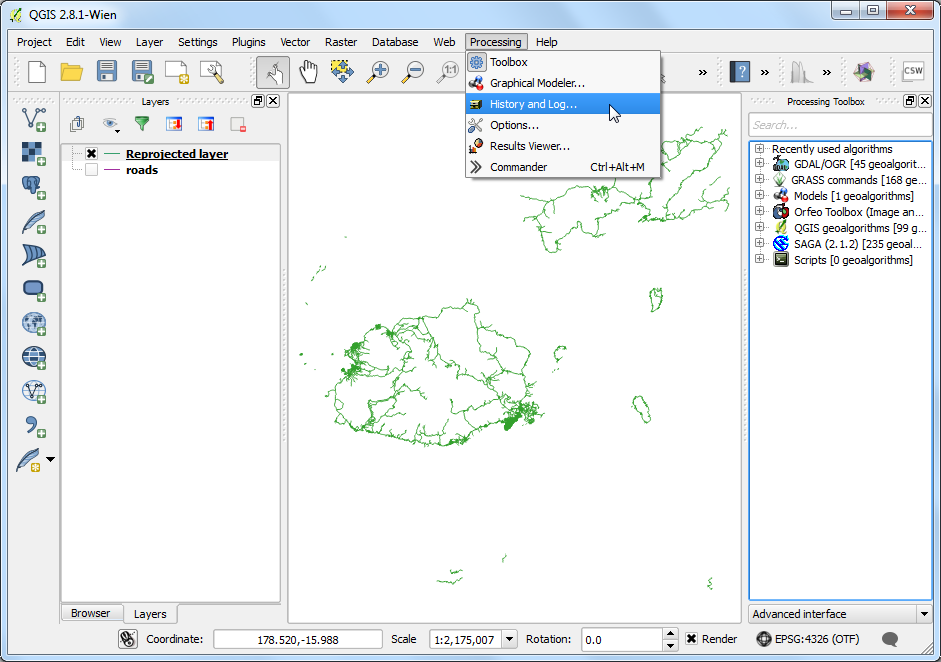 QGIS 2.8.1-Wien
Project Edit View Layer Settings Plugins Vector Raster Database Web Processing Help
Toolbox
Graphical Modeler...
History and Log...
Options...
Results Viewer...
Commander Ctrl+Alt+M
1:1
?
CSW
Layers
Reprojected layer
roads
Processing Toolbox
Search...
Recently used algorithms
GDAL/OGR [45 geoalgorit...
GRASS commands [168 ge...
Models [1 geoalgorithms]
Orfeo Toolbox (Image an...
QGIS geoalgorithms [99 g...
SAGA (2.1.2) [235 geoal...
Scripts [0 geoalgorithms]
Browser Layers
Advanced interface
Coordinate: 178.520,-15.988 Scale 1:2,175,007 Rotation: 0.0 Render EPSG:4326 (OTF)